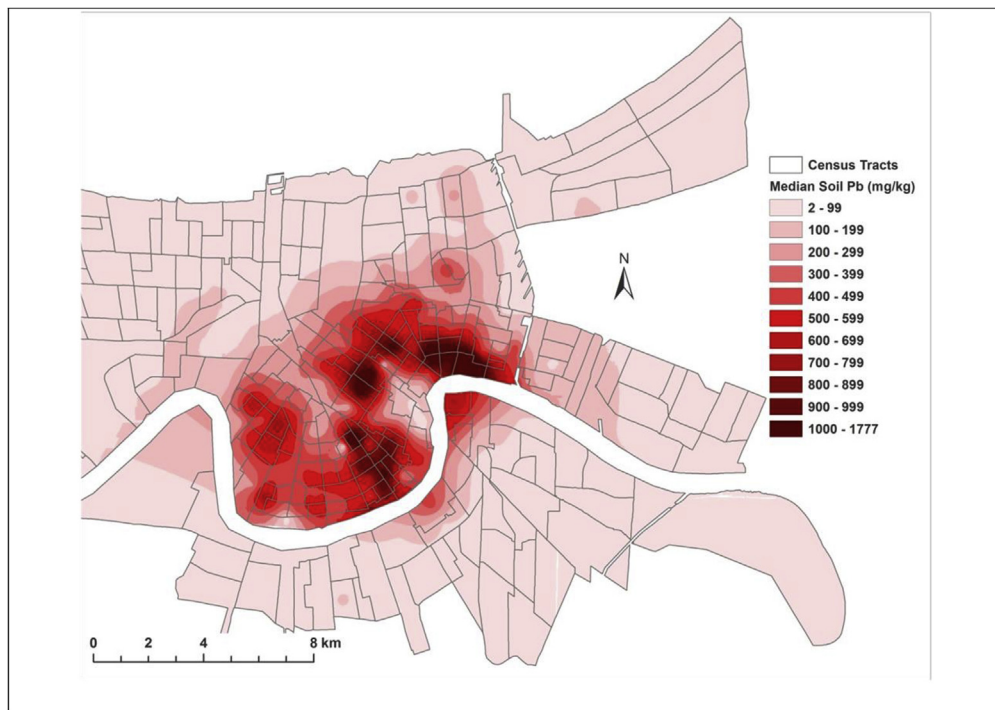 Census Tracts
Median Soil Pb (mg/kg)
2 - 99
100 - 199
200 - 299
300 - 399
400 - 499
500 - 599
600 - 699
700 - 799
800 - 899
900 - 999
1000 - 1777
N
0 2 4 8 km